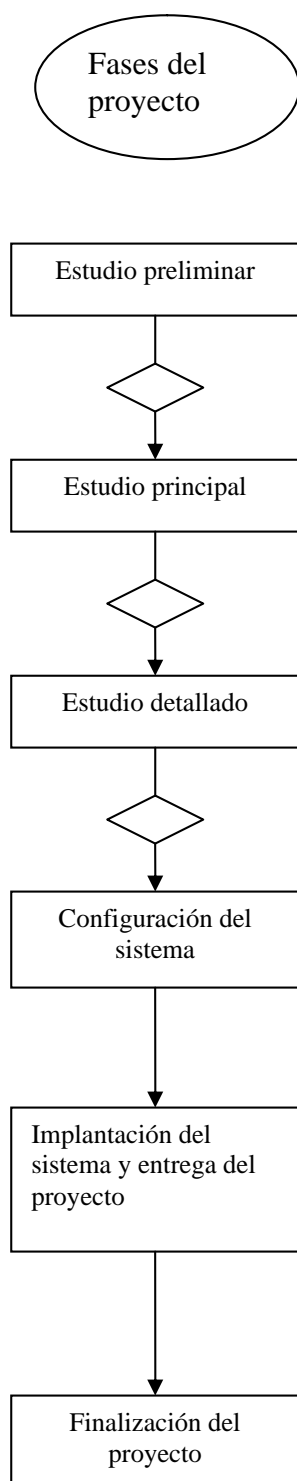 Fases del
proyecto
Estudio preliminar
Estudio principal
Estudio detallado
Configuración del
sistema
Implantación del
sistema y entrega del
proyecto
Finalización del
proyecto